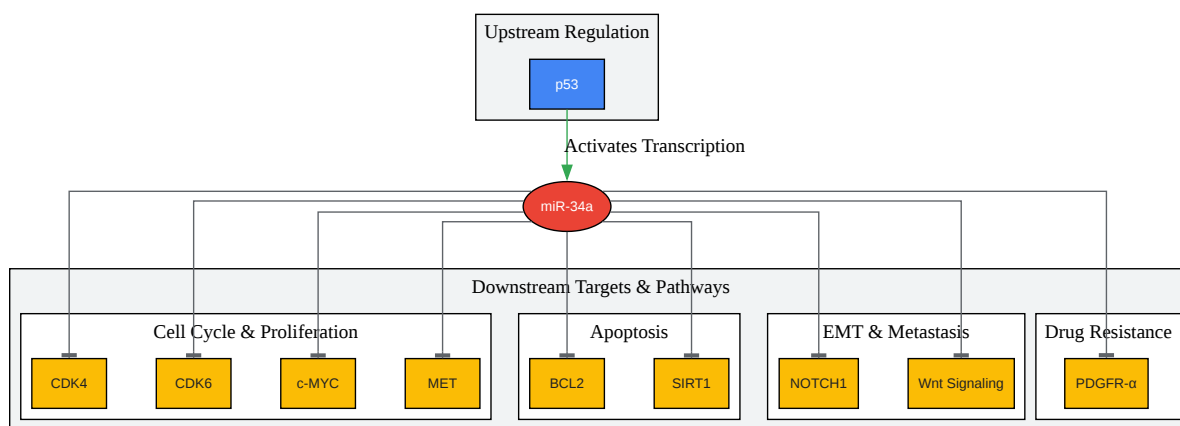 Upstream Regulation
p53
Activates Transcription
miR-34a
Downstream Targets & Pathways
Cell Cycle & Proliferation
CDK4
CDK6
c-MYC
MET
Apoptosis
BCL2
SIRT1
EMT & Metastasis
NOTCH1
Wnt Signaling
Drug Resistance
PDGFR-α